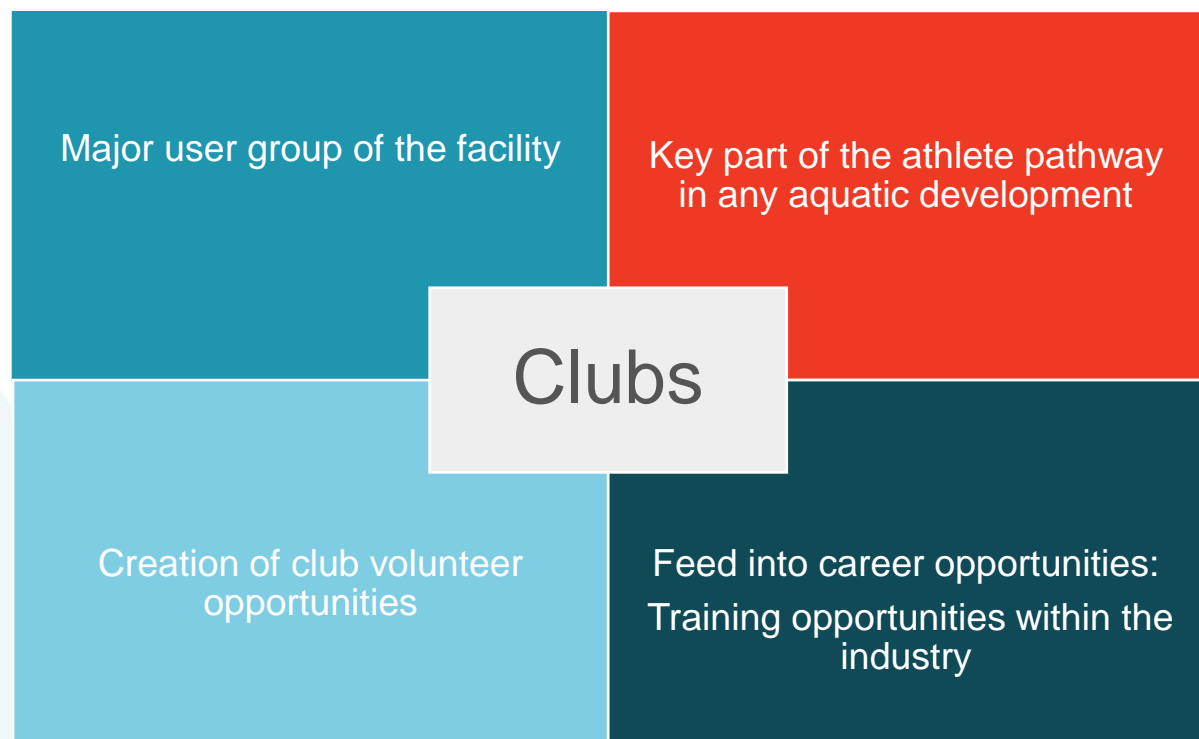 Major user group of the facility
Key part of the athlete pathway
in any aquatic development
Clubs
Creation of club volunteer
opportunities
Feed into career opportunities:
Training opportunities within the
industry